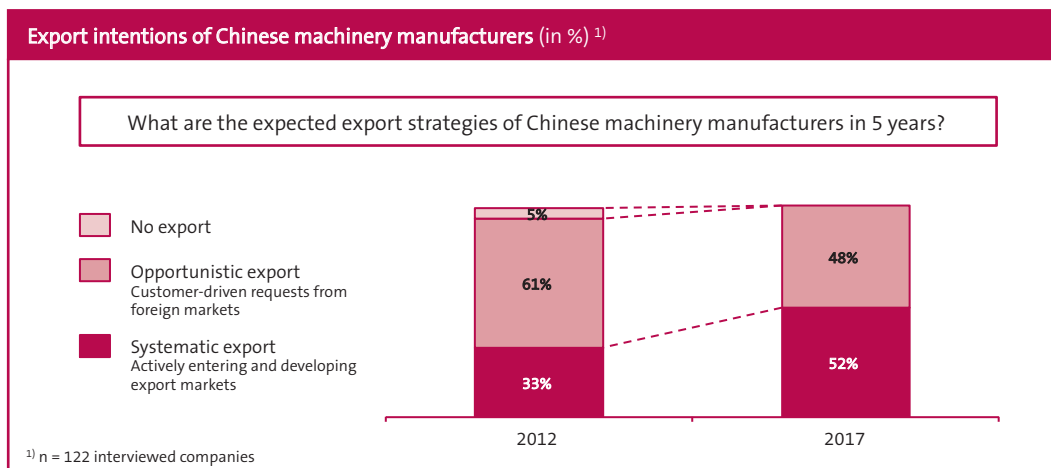 Export intentions of Chinese machinery manufacturers (in %) 1)
What are the expected export strategies of Chinese machinery manufacturers in 5 years?
No export
Opportunistic export
Customer-driven requests from
foreign markets
Systematic export
Actively entering and developing
export markets
5%
61%
33%
48%
52%
2012
2017
1) n = 122 interviewed companies